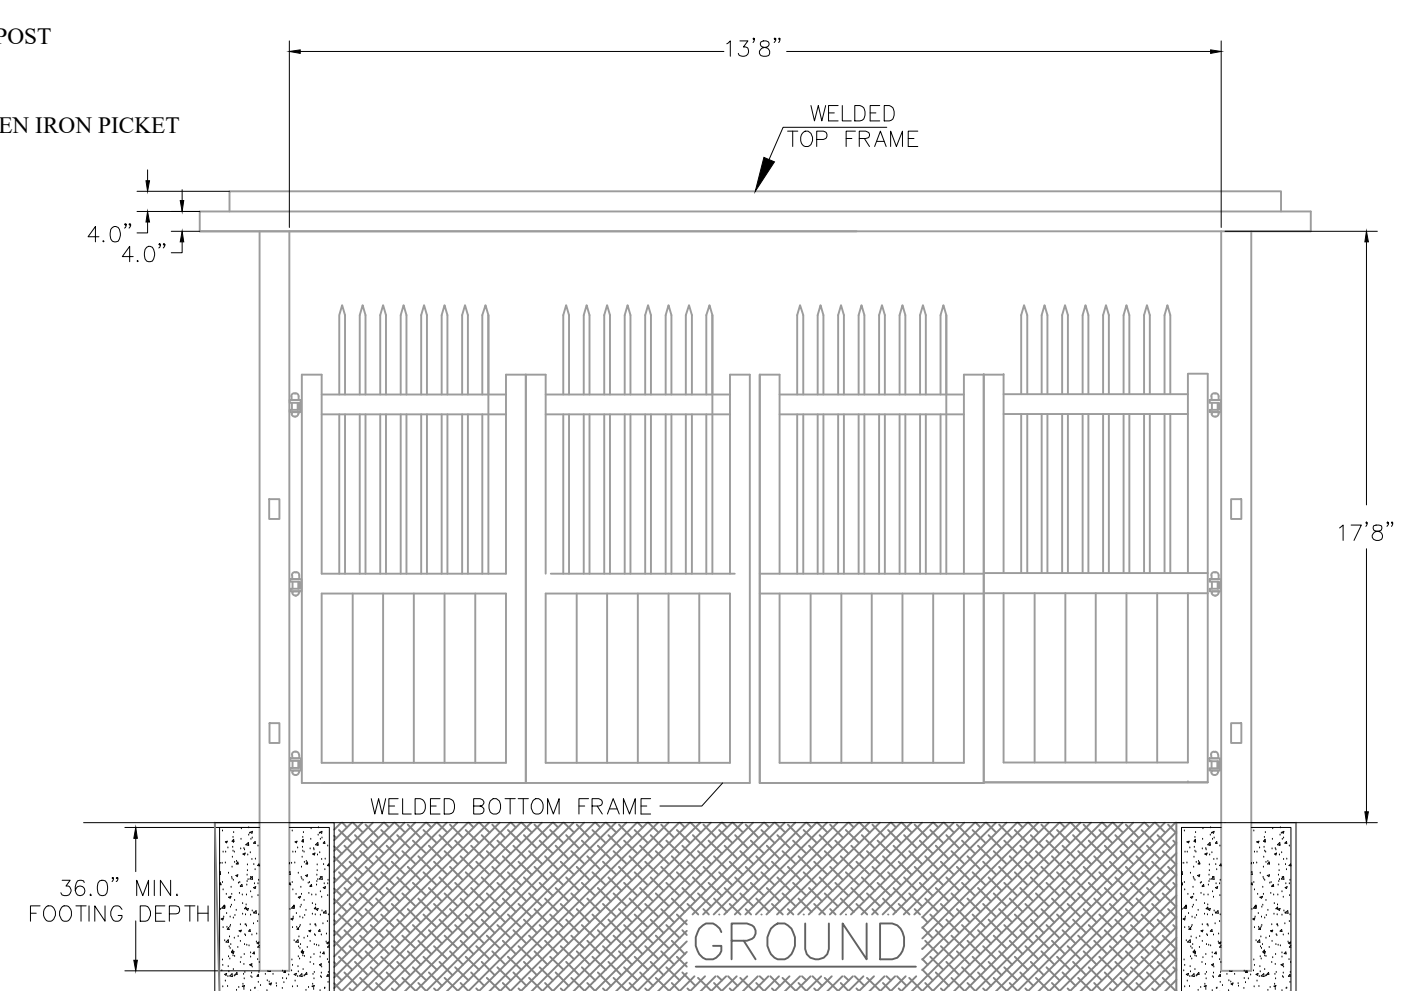 POST
13'8"
WELDED
TOP FRAME
EN IRON PICKET
4.0"
4.0"
17'8"
WELDED BOTTOM FRAME
36.0" MIN.
FOOTING DEPTH
GROUND